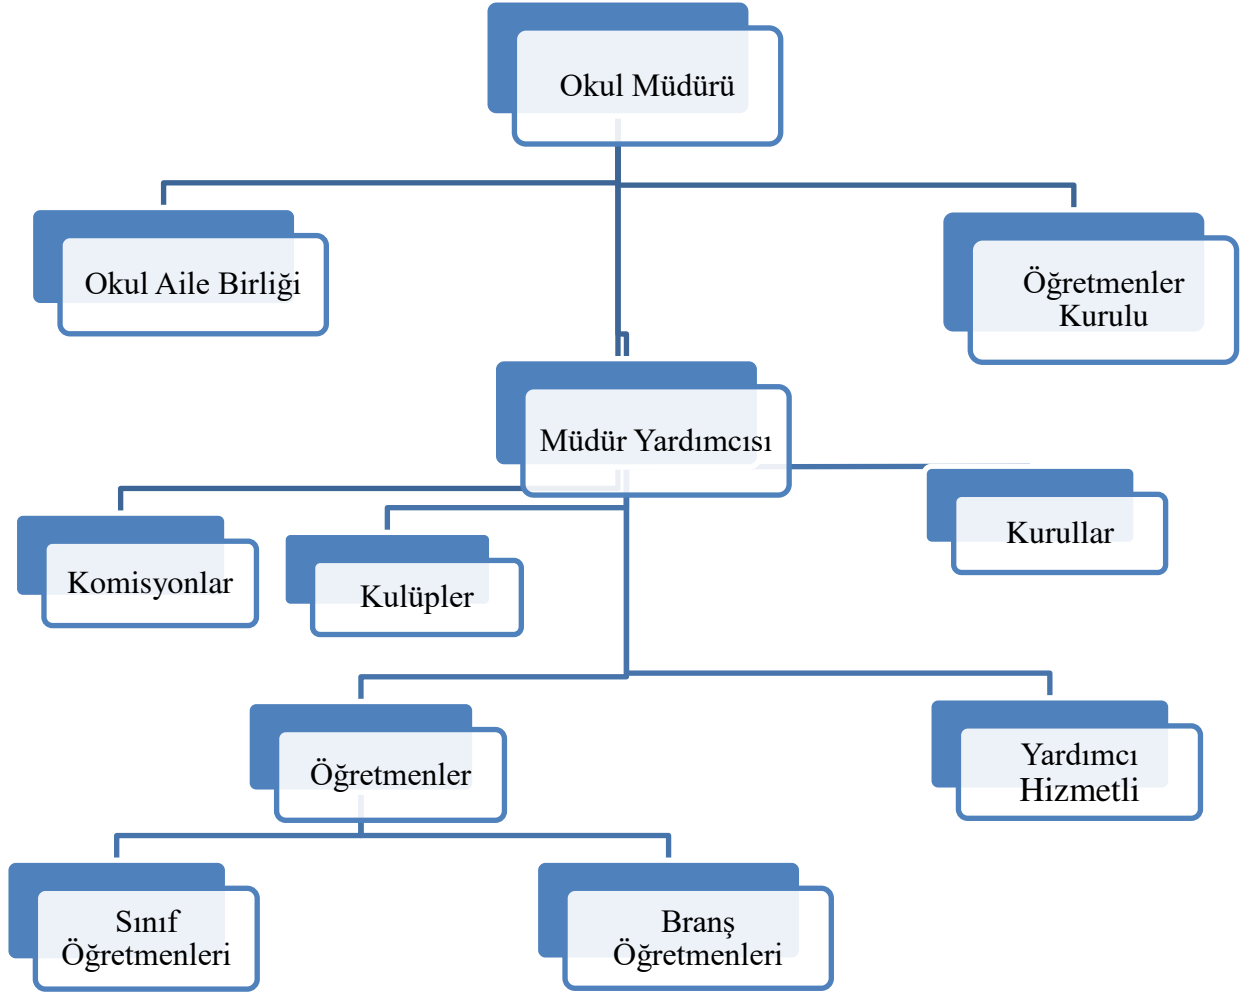 Okul Müdürü
Okul Aile Birliği
Öğretmenler
Kurulu
Müdür Yardımcısı
Komisyonlar
Kulüpler
Kurullar
Öğretmenler
Yardımcı
Hizmetli
Sınıf
Öğretmenleri
Branş
Öğretmenleri